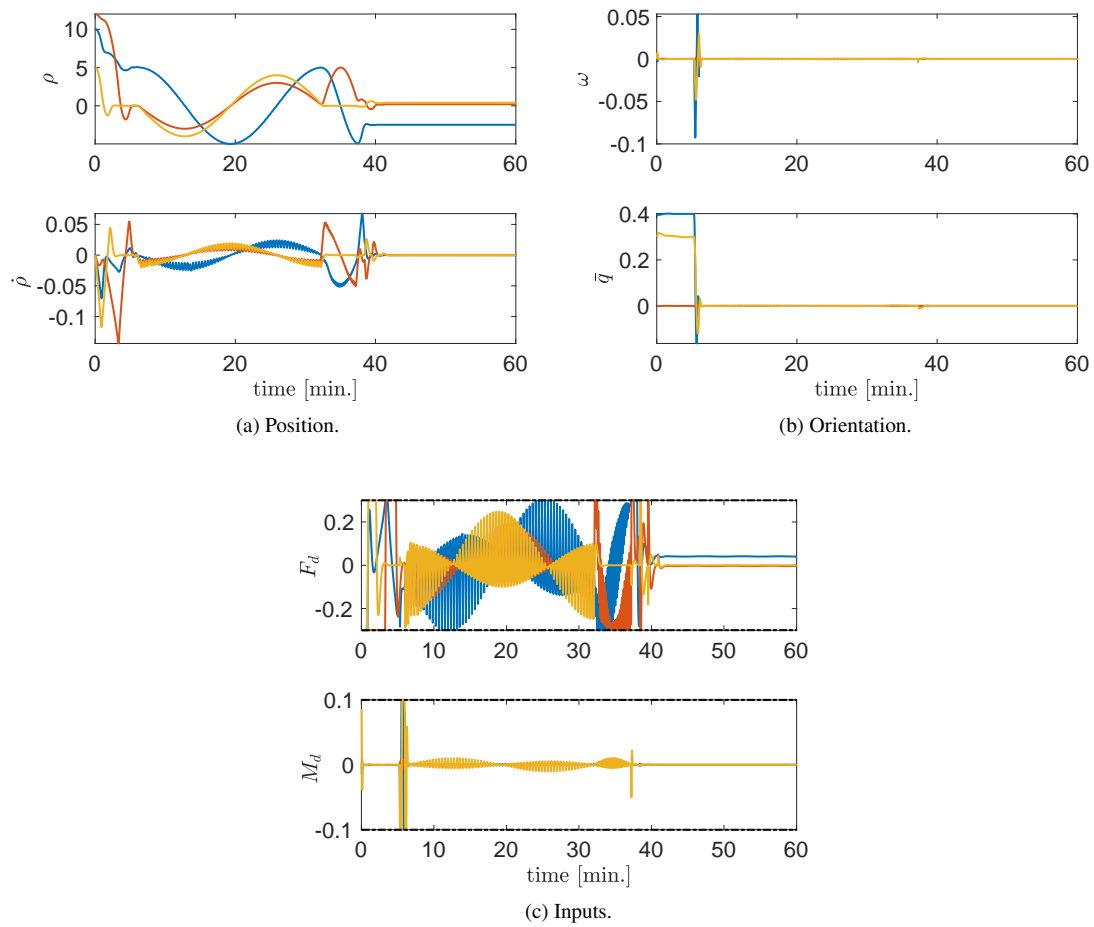 10
5
0
ρ
0 20 40 60
0.05
0
-0.05
-0.1
ρ̇
0 20 40 60
time [min.]
(a) Position.
0.05
0
-0.05
-0.1
ω
0 20 40 60
0.4
0.2
0
q̄
0 20 40 60
time [min.]
(b) Orientation.
0.2
0
-0.2
F_d
0 10 20 30 40 50 60
0.1
0
-0.1
M_d
0 10 20 30 40 50 60
time [min.]
(c) Inputs.